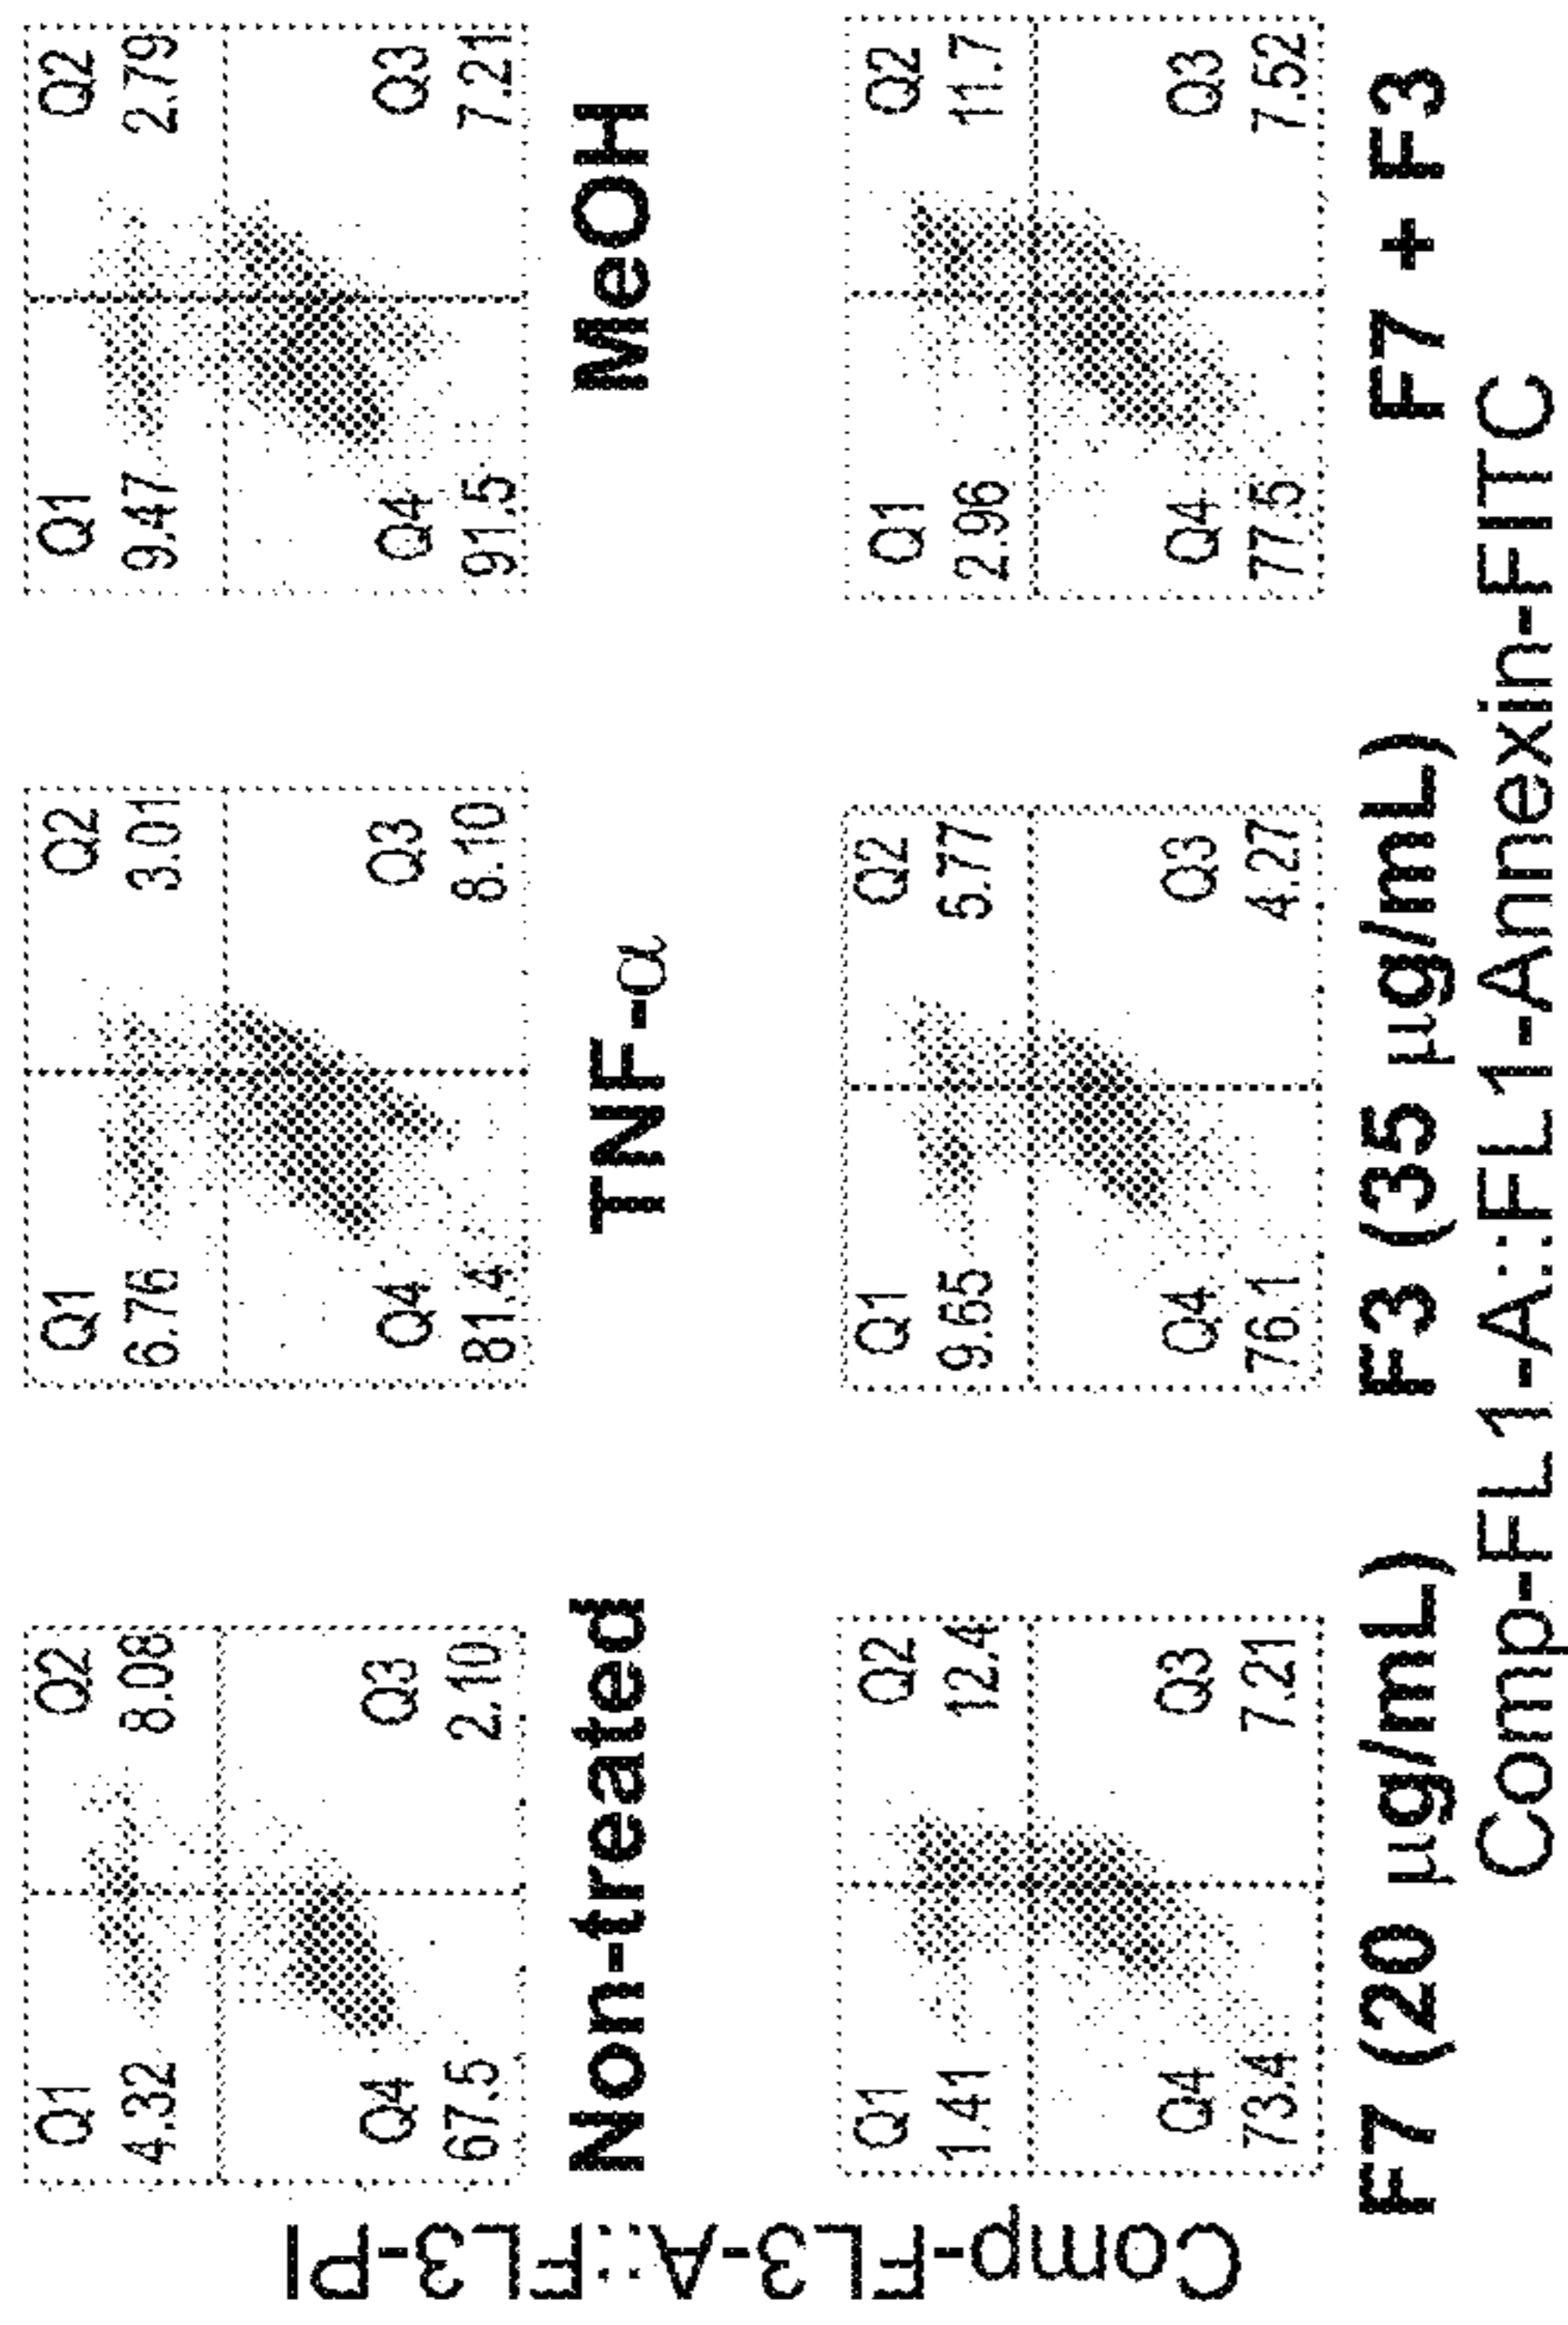 Comp-FL3-A::FL3-PI
Q1 Q2
4.32 8.08
Q4 Q3
67.5 2.10
Non-treated
Q1 Q2
6.76 3.01
Q4 Q3
81.4 8.10
TNF-α
Q1 Q2
9.47 2.79
Q4 Q3
91.5 7.21
MeOH
Q1 Q2
1.41 12.4
Q4 Q3
73.4 7.21
F7 (20 µg/mL)
Q1 Q2
9.65 5.77
Q4 Q3
76.1 4.27
F3 (35 µg/mL)
Q1 Q2
2.96 11.7
Q4 Q3
77.5 7.52
F7 + F3
Comp-FL1-A::FL1-Annexin-FITC